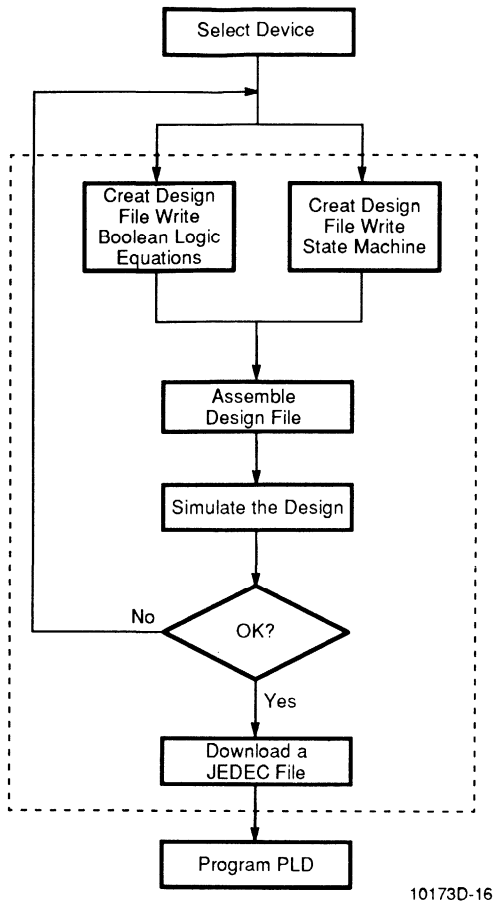 Select Device
Creat Design
File Write
Boolean Logic
Equations
Creat Design
File Write
State Machine
Assemble
Design File
Simulate the Design
No
OK?
Yes
Download a
JEDEC File
Program PLD
10173D-16